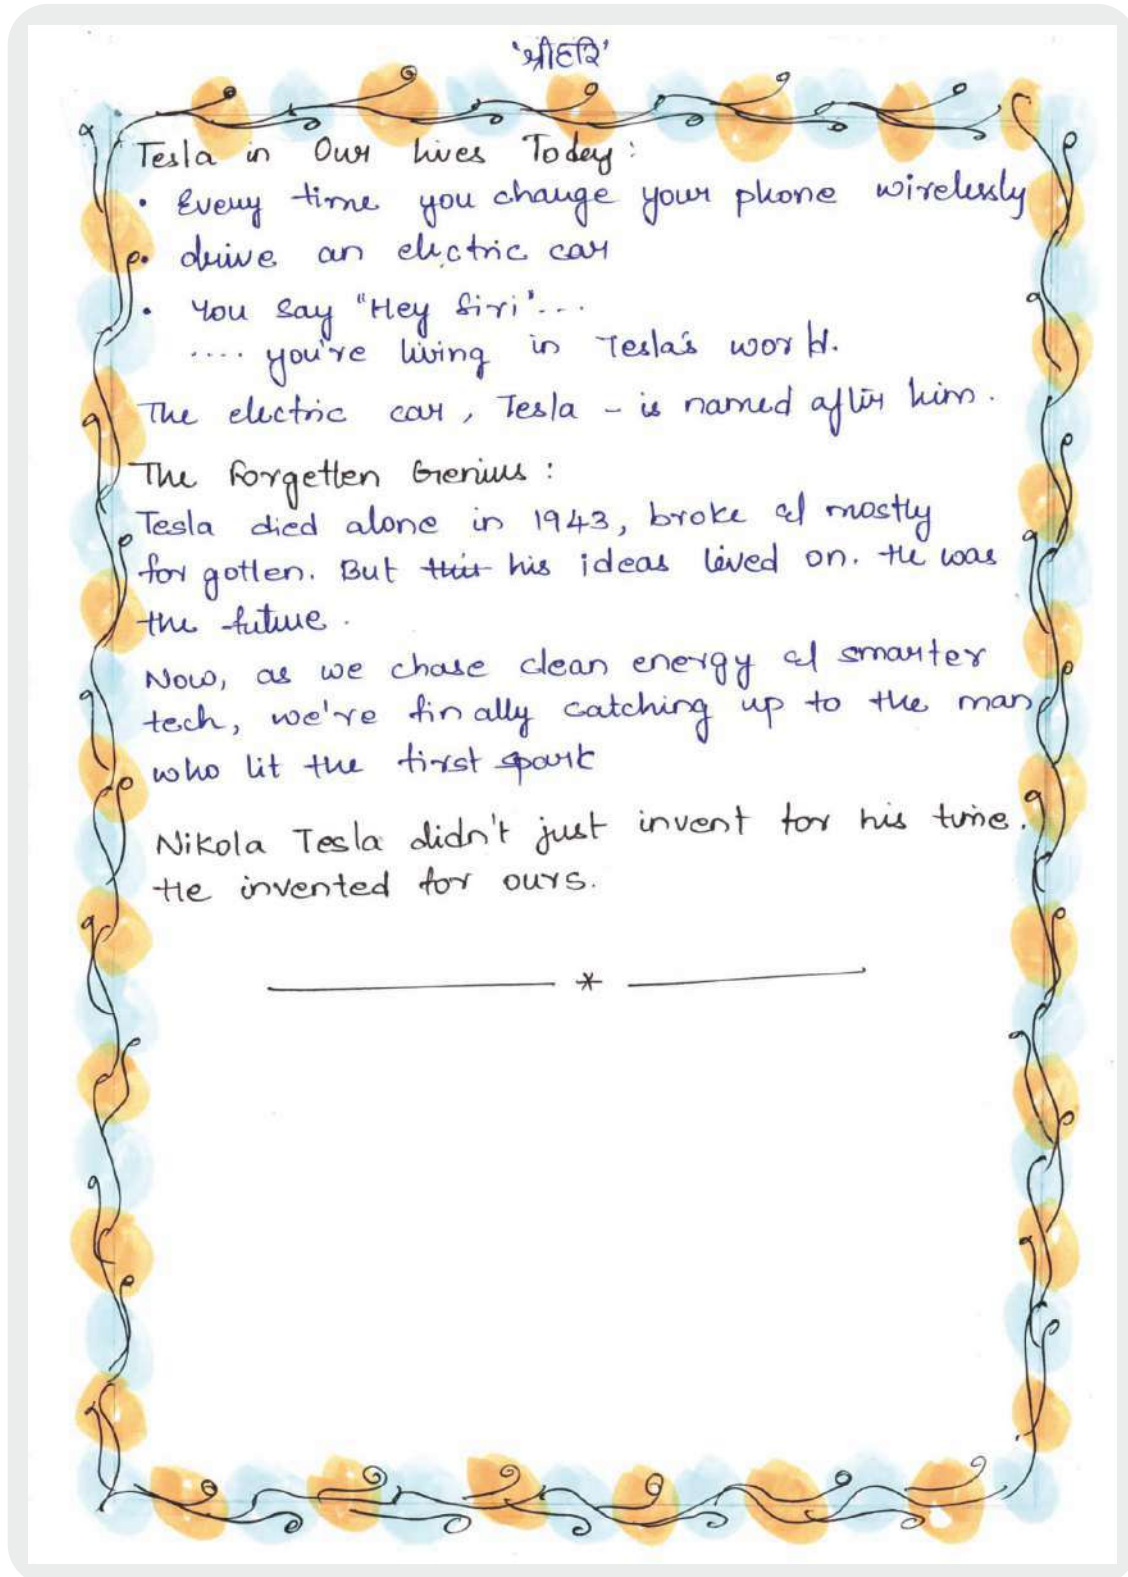 'श्रीहरि'
Tesla in Our Lives Today:
• Every time you charge your phone wirelessly
• drive an electric car
• You say "Hey Siri"...
.... you're living in Tesla's world.
The electric car, Tesla - is named after him.
The Forgetten Genius:
Tesla died alone in 1943, broke & mostly
forgotten. But this his ideas lived on. He was
the future.
Now, as we chase clean energy & smarter
tech, we're finally catching up to the man
who lit the first spark
Nikola Tesla didn't just invent for his time.
He invented for ours.